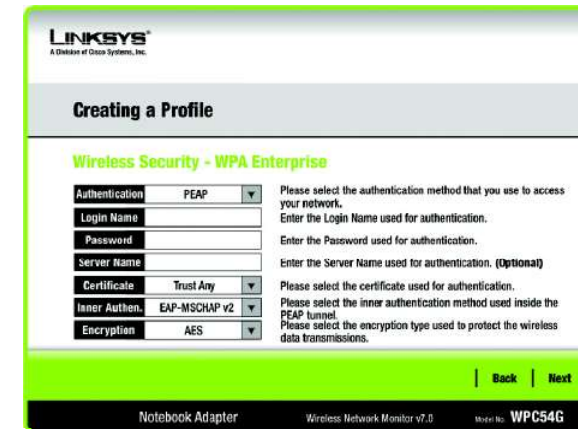 LINKSYS®
A Division of Cisco Systems, Inc.
Creating a Profile
Wireless Security - WPA Enterprise
Authentication PEAP Please select the authentication method that you use to access
your network.
Login Name Enter the Login Name used for authentication.
Password Enter the Password used for authentication.
Server Name Enter the Server Name used for authentication. (Optional)
Certificate Trust Any Please select the certificate used for authentication.
Inner Authen. EAP-MSCHAP v2 Please select the inner authentication method used inside the
PEAP tunnel.
Encryption AES Please select the encryption type used to protect the wireless
data transmissions.
Back Next
Notebook Adapter Wireless Network Monitor v7.0 Model No. WPC54G